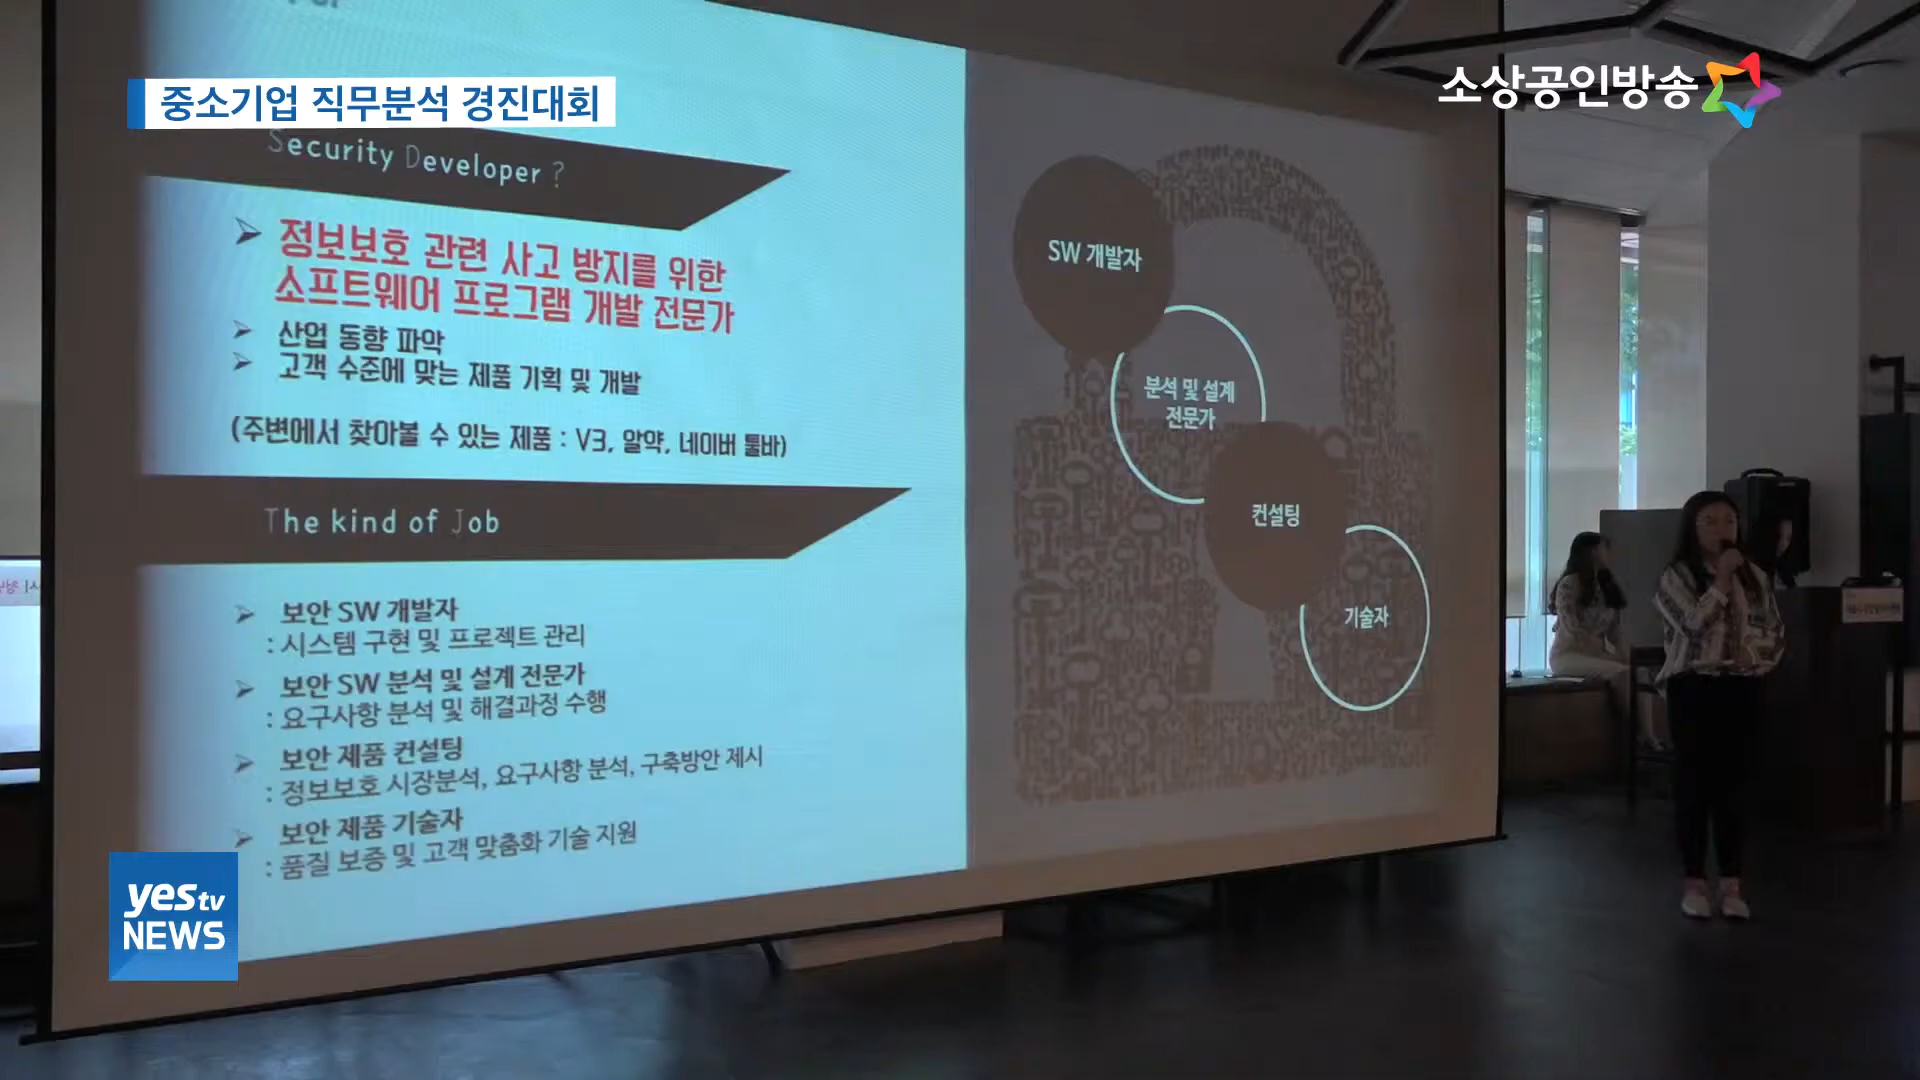 중소기업 직무분석 경진대회
소상공인방송
Security Developer ?
정보보호 관련 사고 방지를 위한
소프트웨어 프로그램 개발 전문가
산업 동향 파악
고객 수준에 맞는 제품 기획 및 개발
(주변에서 찾아볼 수 있는 제품 : V3, 알약, 네이버 툴바)
The kind of Job
보안 SW 개발자
: 시스템 구현 및 프로젝트 관리
보안 SW 분석 및 설계 전문가
: 요구사항 분석 및 해결과정 수행
보안 제품 컨설팅
: 정보보호 시장분석, 요구사항 분석, 구축방안 제시
보안 제품 기술자
: 품질 보증 및 고객 맞춤화 기술 지원
SW 개발자
분석 및 설계
전문가
컨설팅
기술자
yes tv
NEWS